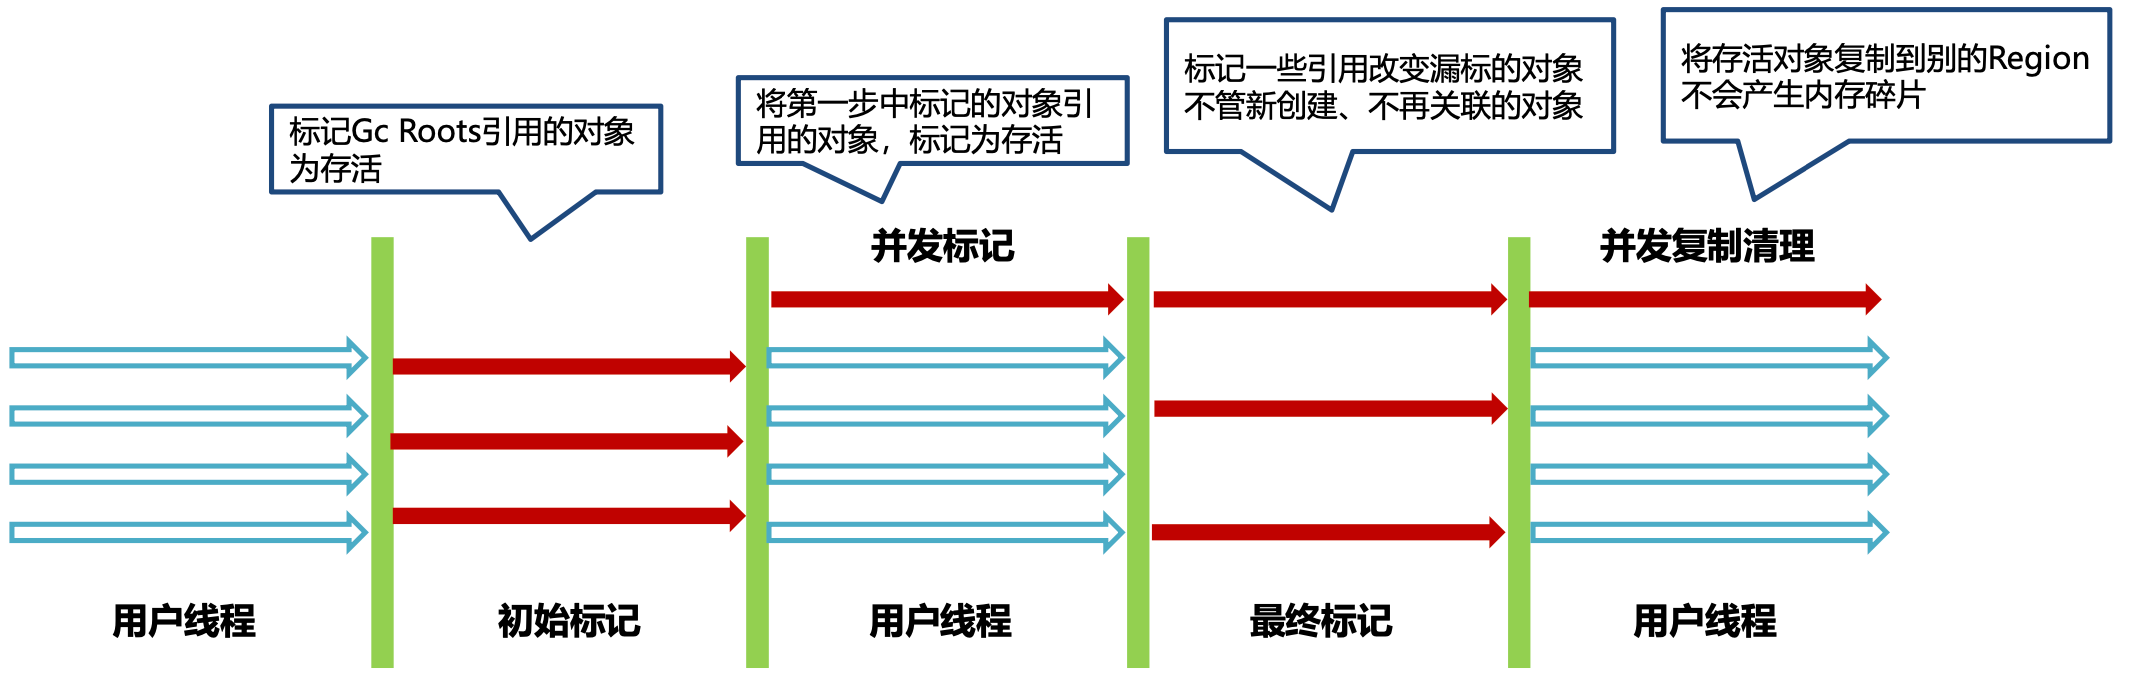 标记Gc Roots引用的对象
为存活
将第一步中标记的对象引
用的对象，标记为存活
标记一些引用改变漏标的对象
不管新创建、不再关联的对象
将存活对象复制到别的Region
不会产生内存碎片
并发标记
并发复制清理
用户线程
初始标记
用户线程
最终标记
用户线程